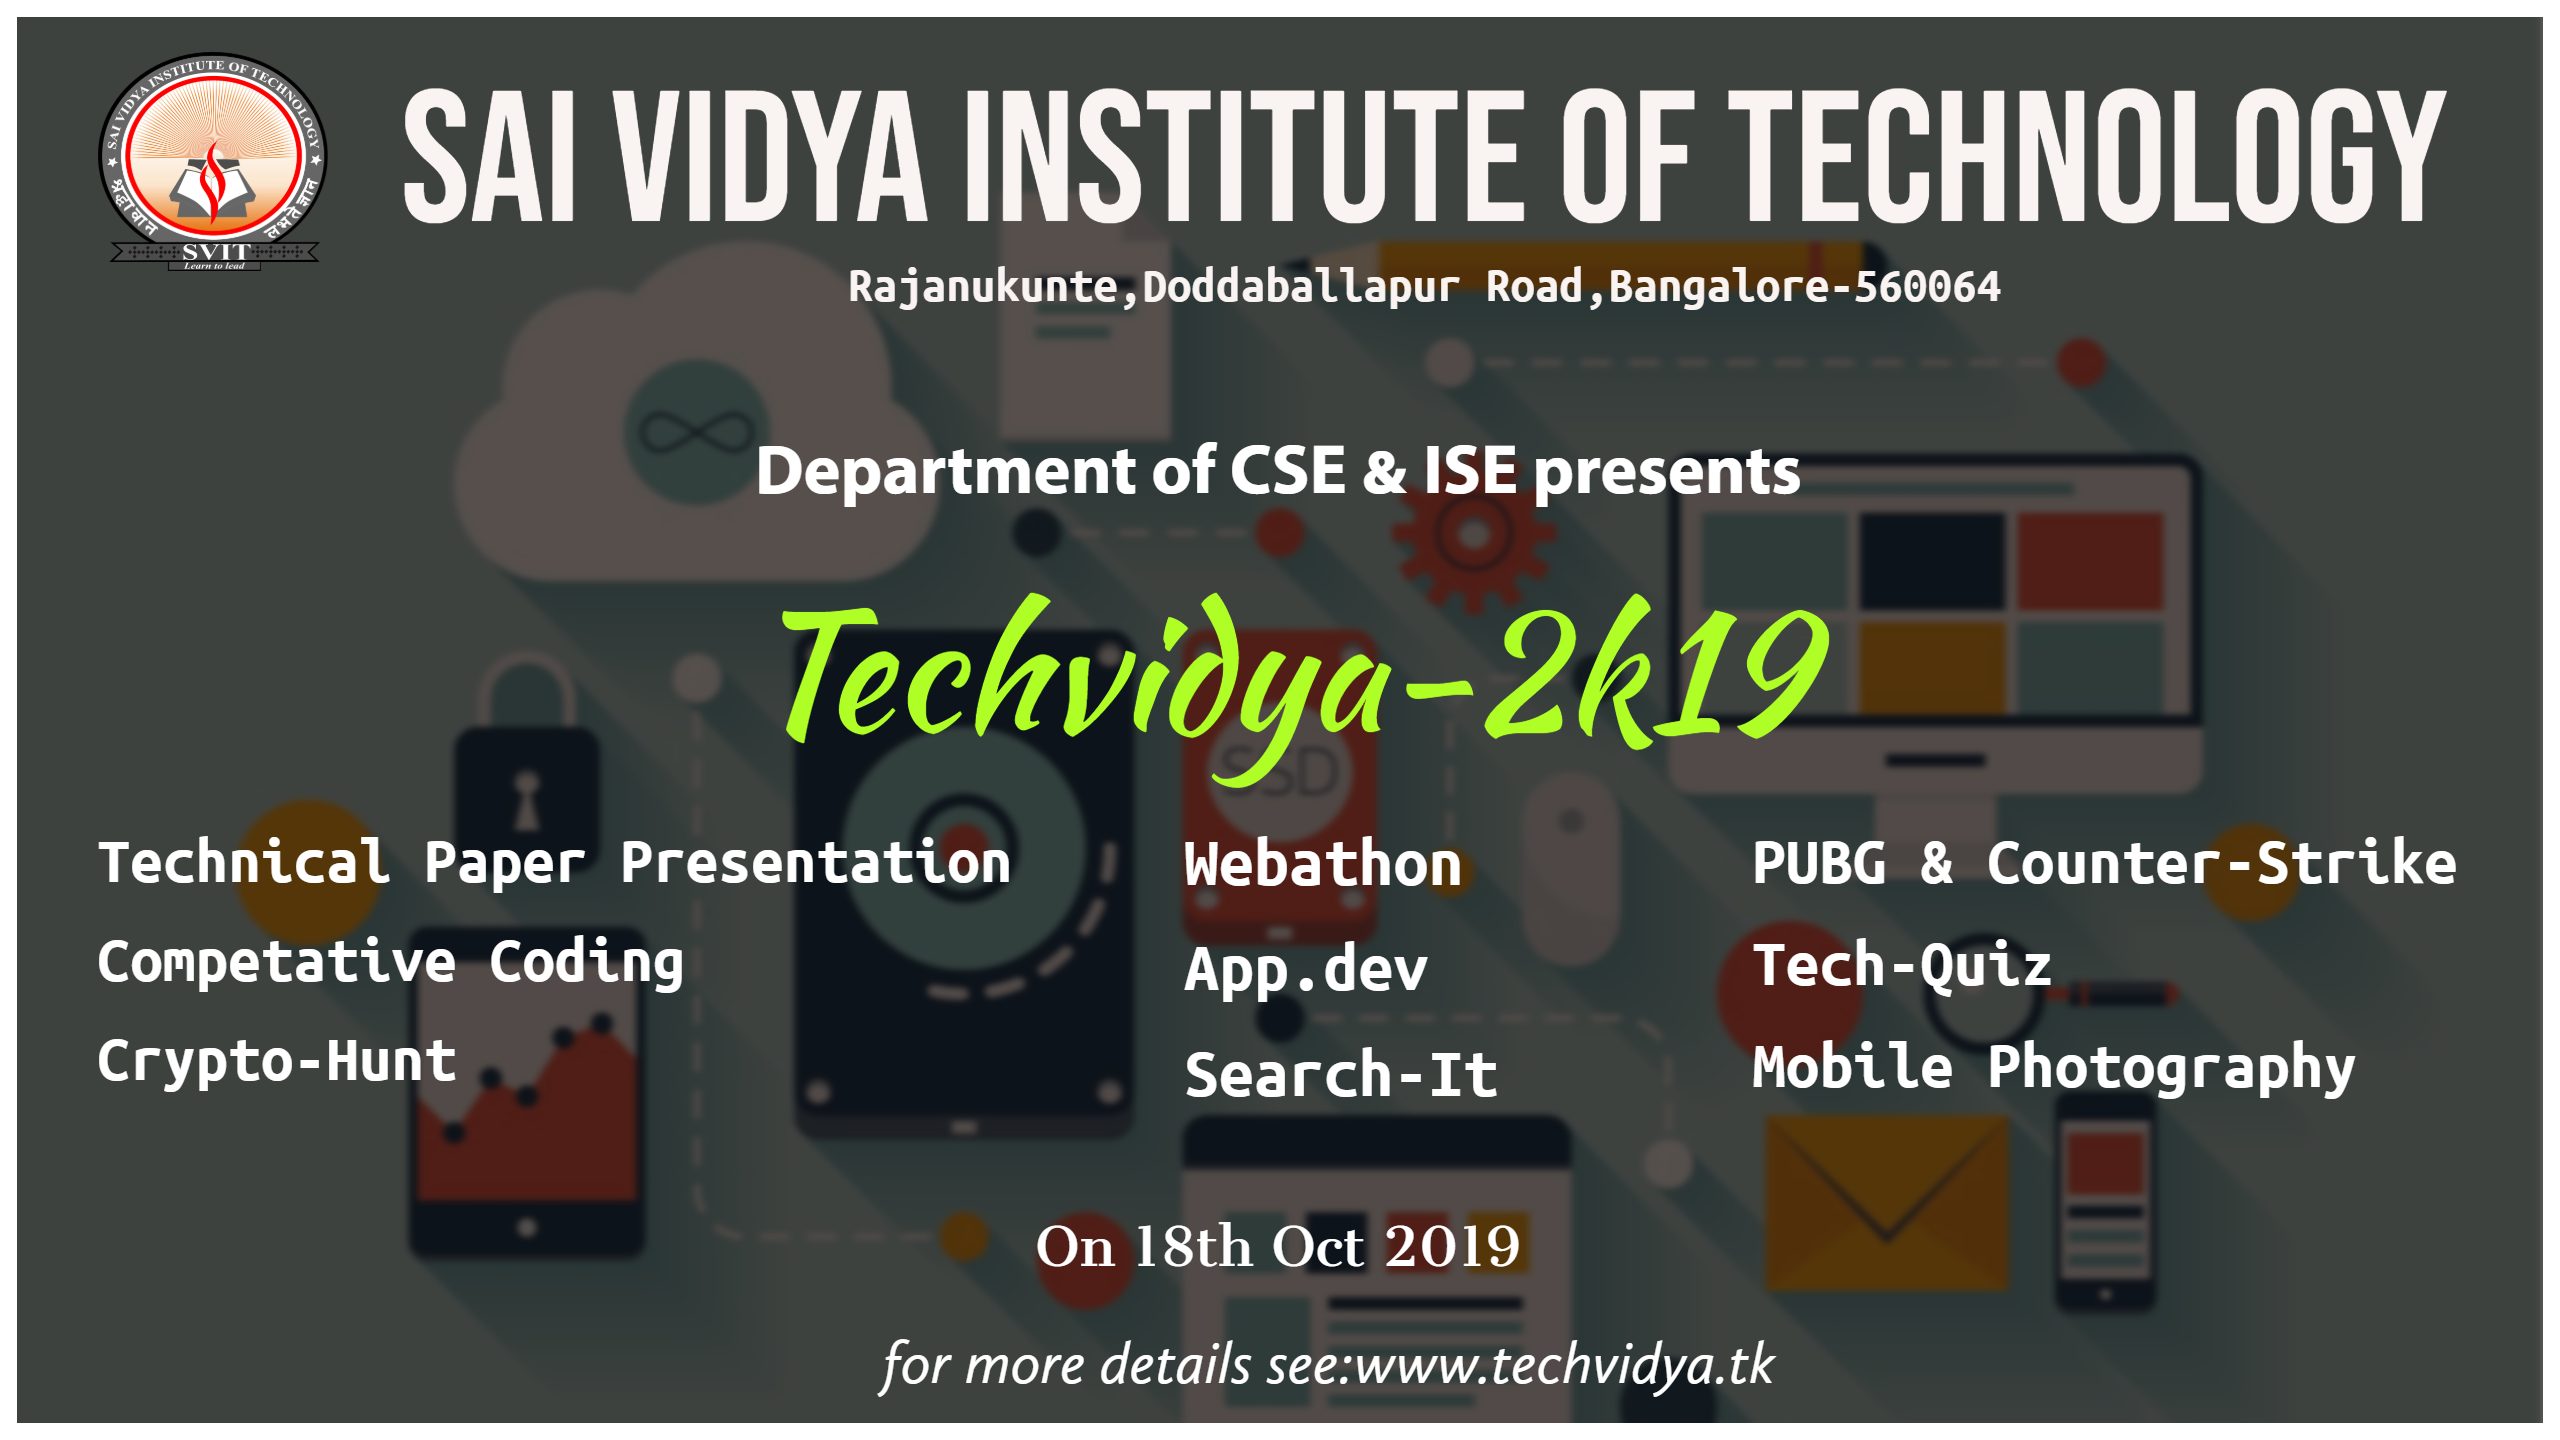 SAI VIDYA INSTITUTE OF TECHNOLOGY
SAI VIDYA INSTITUTE OF TECHNOLOGY
SVIT
Learn to lead
Rajanukunte,Doddaballapur Road,Bangalore-560064
Department of CSE & ISE presents
Techvidya-2k19
SSD
Technical Paper Presentation
Competative Coding
Crypto-Hunt
Webathon
App.dev
Search-It
PUBG & Counter-Strike
Tech-Quiz
Mobile Photography
On 18th Oct 2019
for more details see:www.techvidya.tk